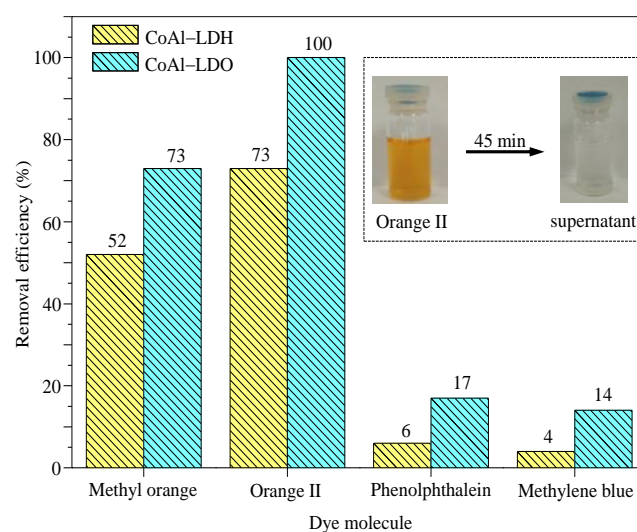 CoAl–LDH
CoAl–LDO
100
80
60
40
20
0
Removal efficiency (%)
52
73
73
100
6
17
4
14
45 min
Orange II
supernatant
Methyl orange
Orange II
Phenolphthalein
Methylene blue
Dye molecule